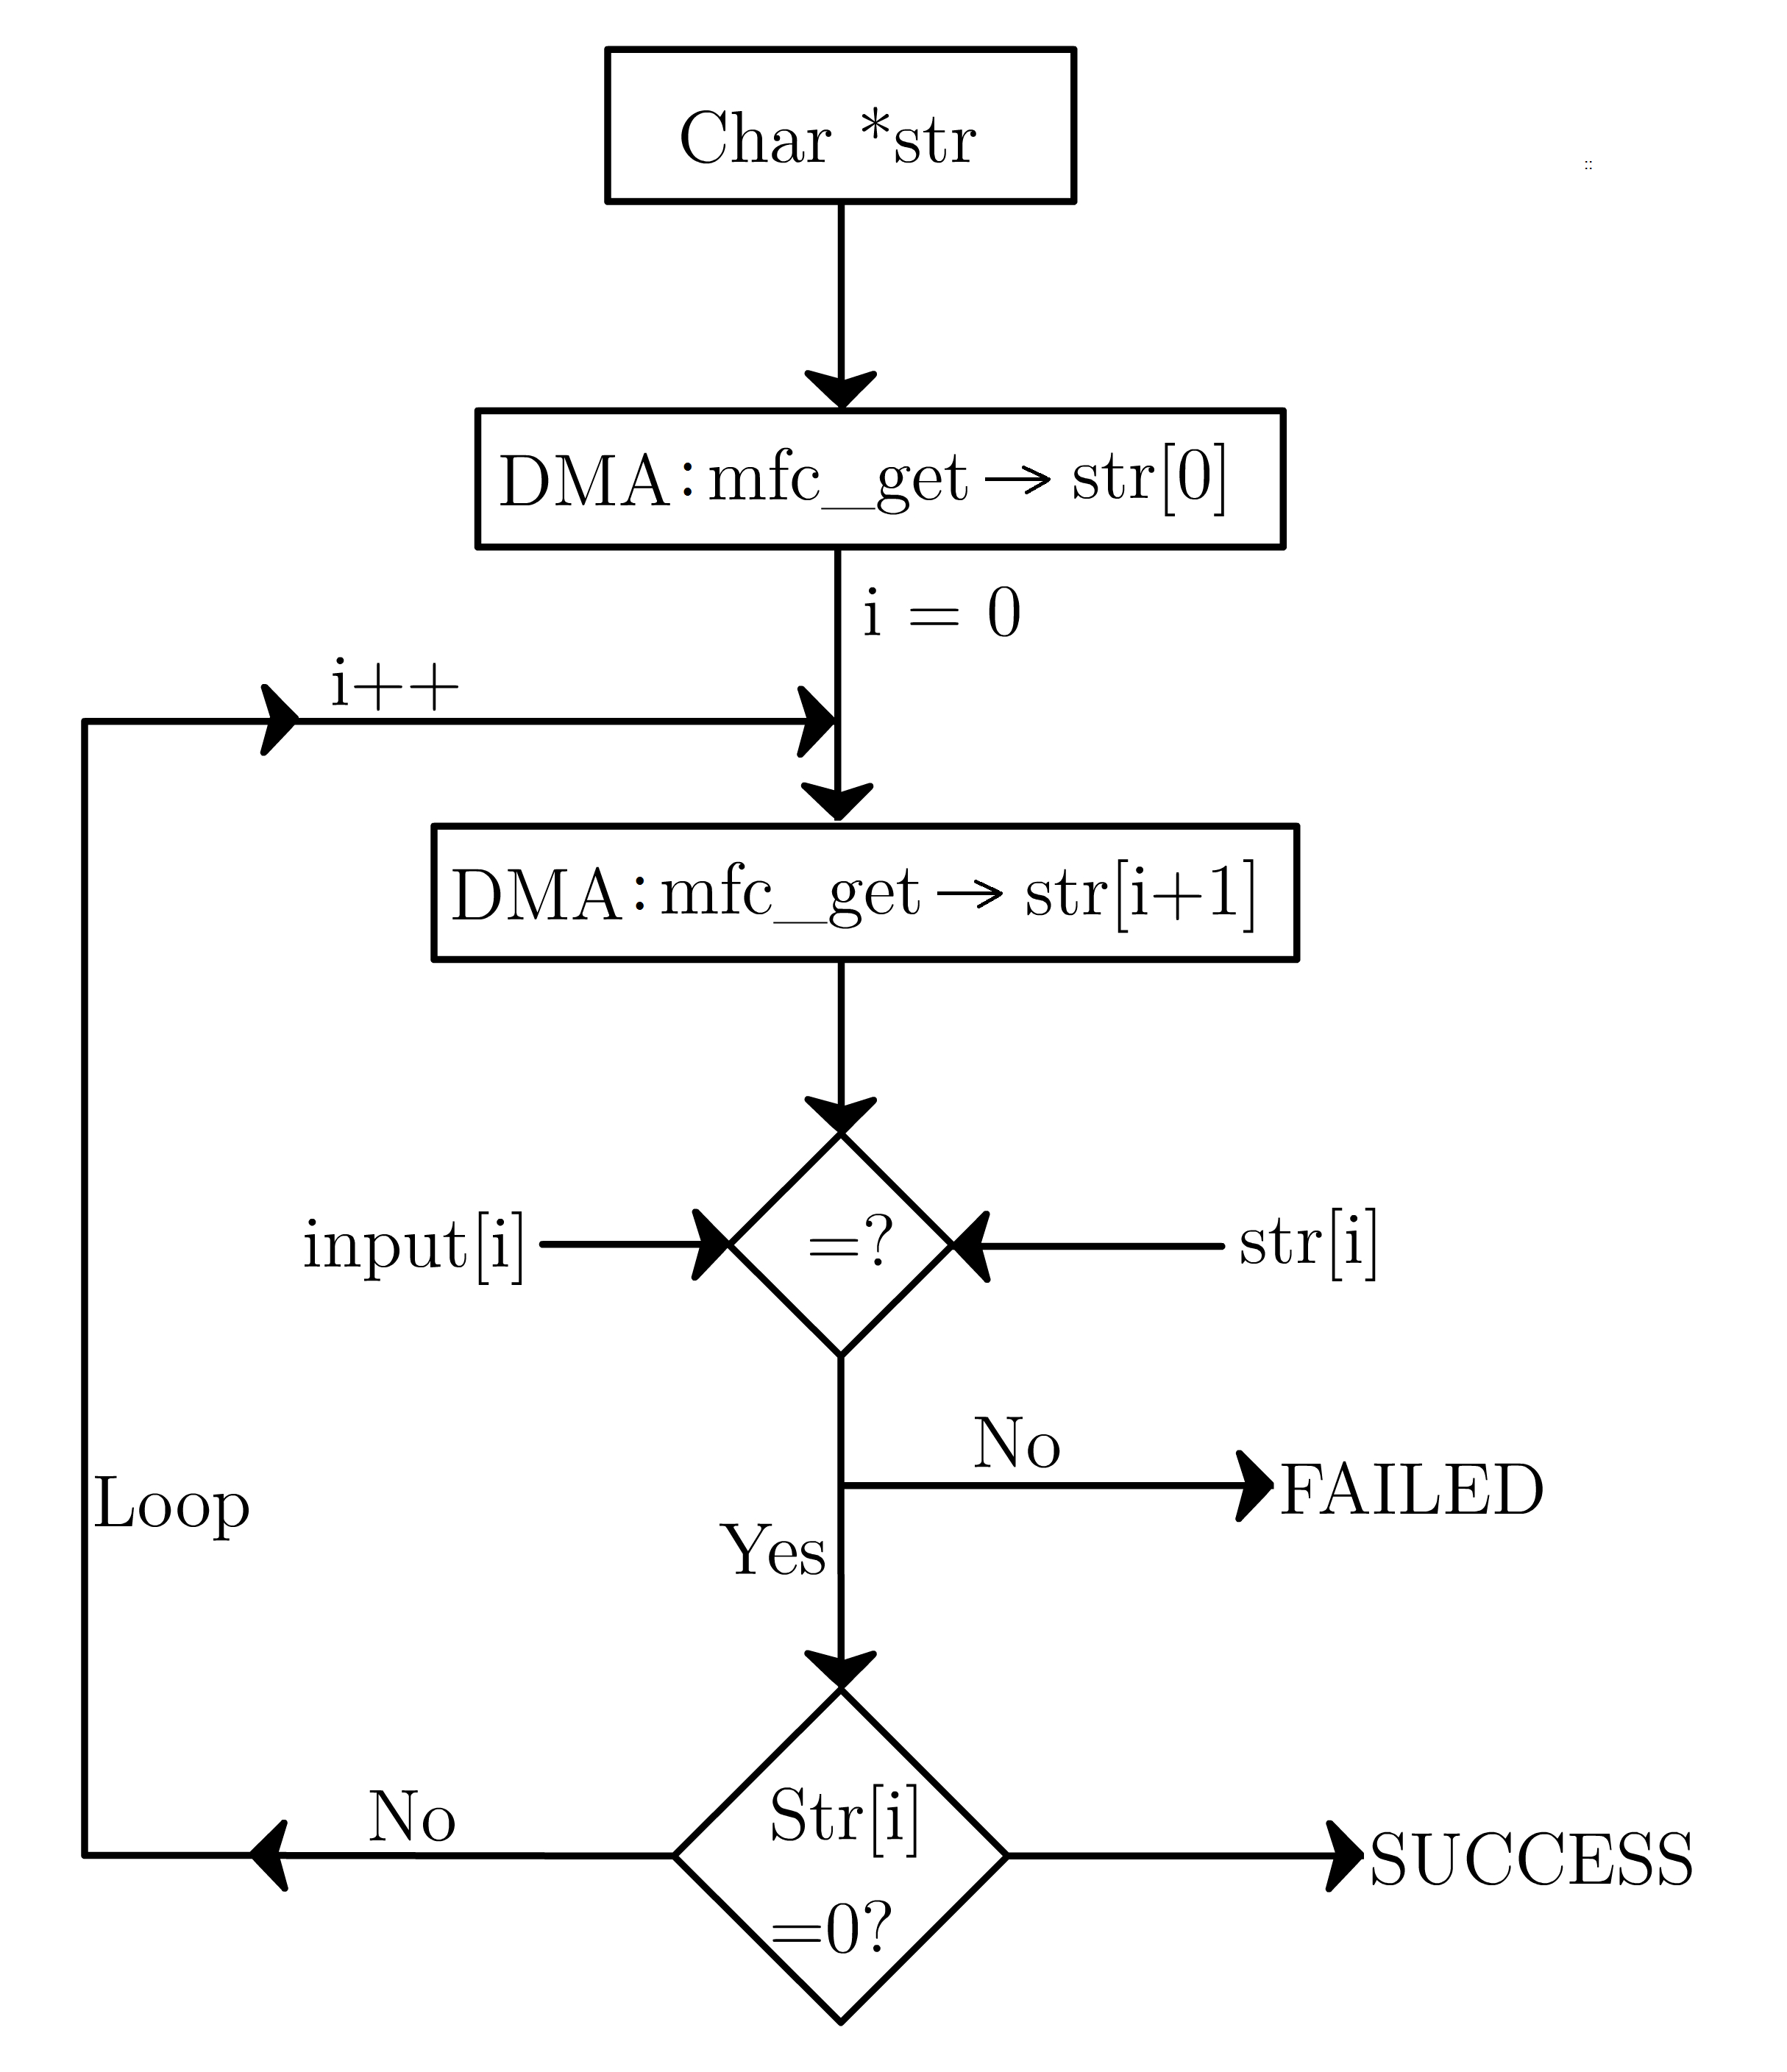 Char *str
::
DMA:mfc_get→str[0]
i = 0
i++
DMA:mfc_get→str[i+1]
input[i]
=?
str[i]
No
FAILED
Loop
Yes
No
Str[i]
=0?
SUCCESS